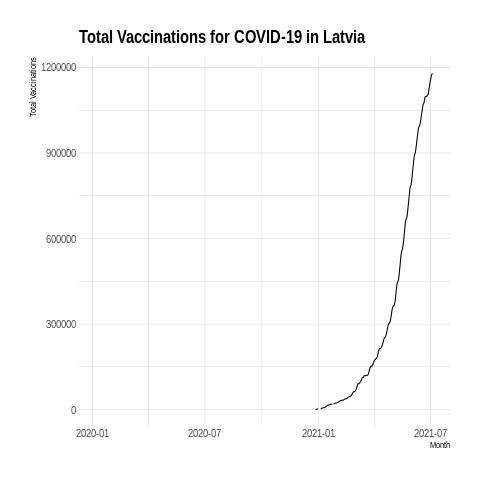 Total Vaccinations for COVID-19 in Latvia
Total Vaccinations
1200000
900000
600000
300000
0
2020-01 2020-07 2021-01 2021-07
Month